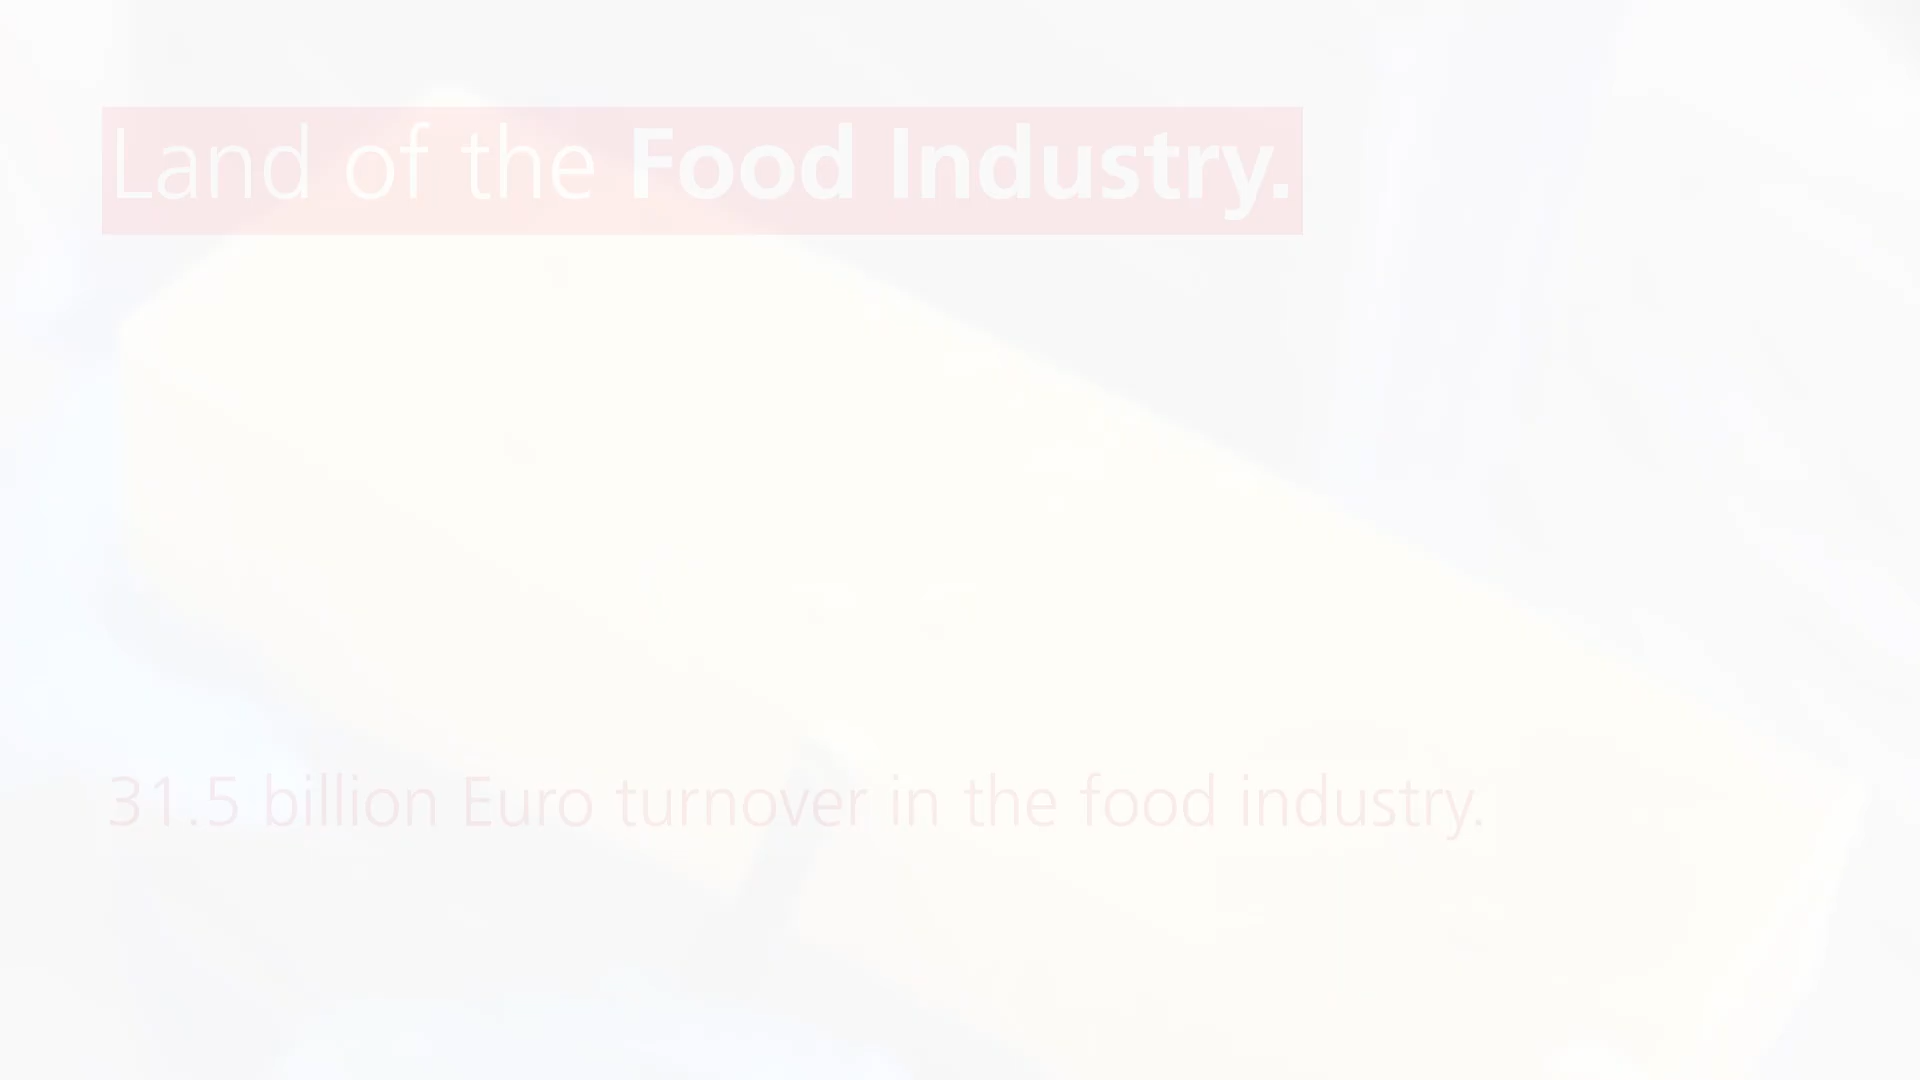 Land of the Food Industry.
31.5 billion Euro turnover in the food industry.